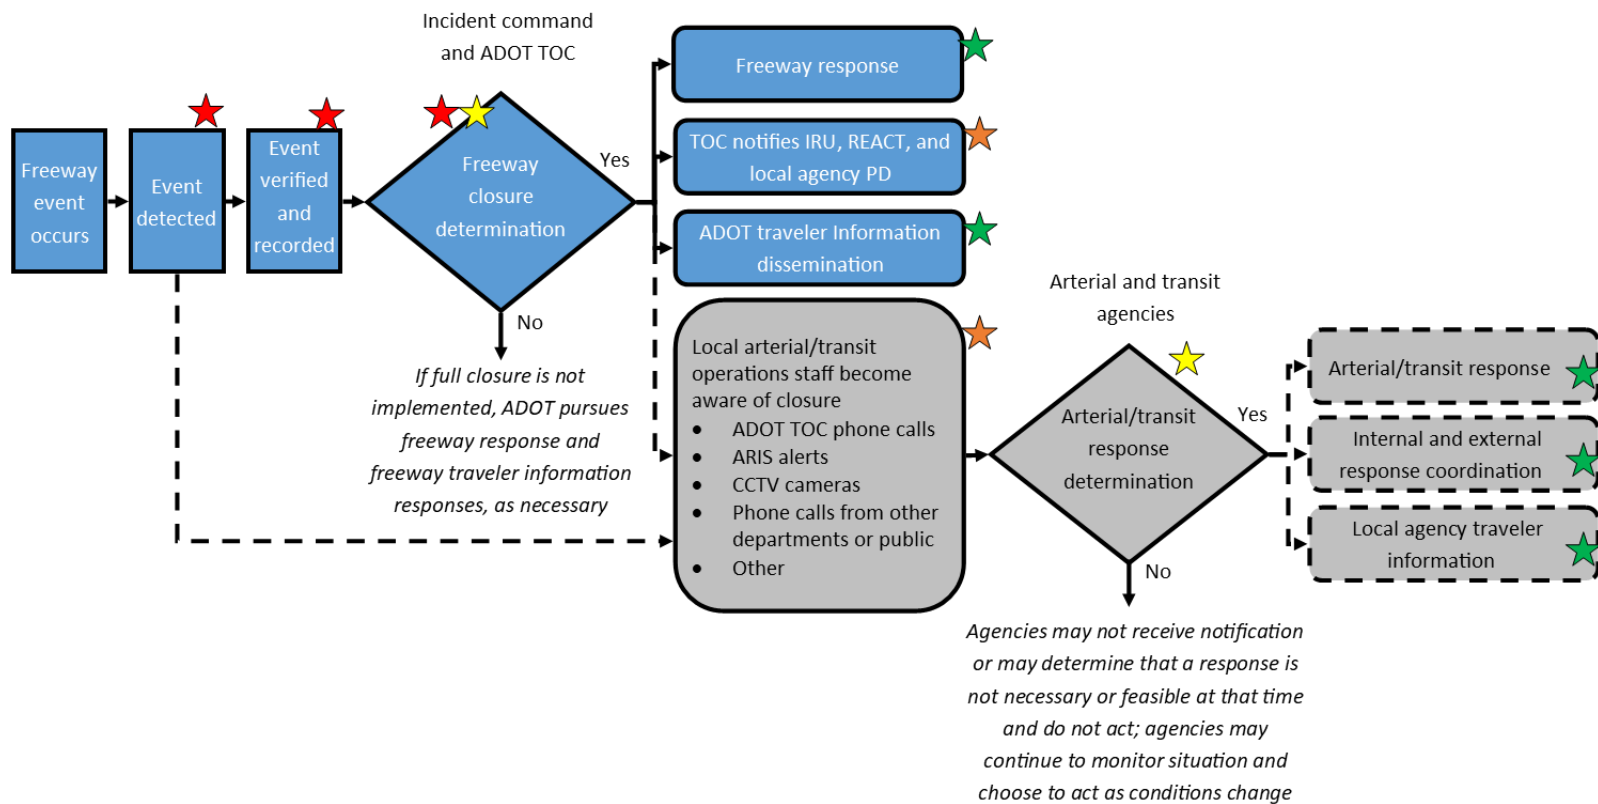 Incident command
and ADOT TOC
Freeway
event
occurs
Event
detected
Event
verified
and
recorded
Freeway
closure
determination
Yes
No
If full closure is not
implemented, ADOT pursues
freeway response and
freeway traveler information
responses, as necessary
Freeway response
TOC notifies IRU, REACT, and
local agency PD
ADOT traveler Information
dissemination
Local arterial/transit
operations staff become
aware of closure
• ADOT TOC phone calls
• ARIS alerts
• CCTV cameras
• Phone calls from other
departments or public
• Other
Arterial and transit
agencies
Arterial/transit
response
determination
Yes
No
Agencies may not receive notification
or may determine that a response is
not necessary or feasible at that time
and do not act; agencies may
continue to monitor situation and
choose to act as conditions change
Arterial/transit response
Internal and external
response coordination
Local agency traveler
information